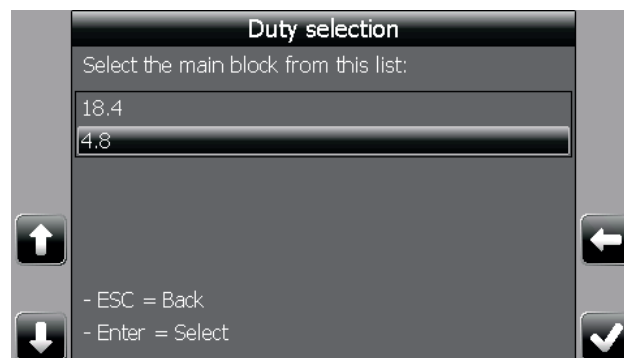 Duty selection
Select the main block from this list:
18.4
4.8
- ESC = Back
- Enter = Select